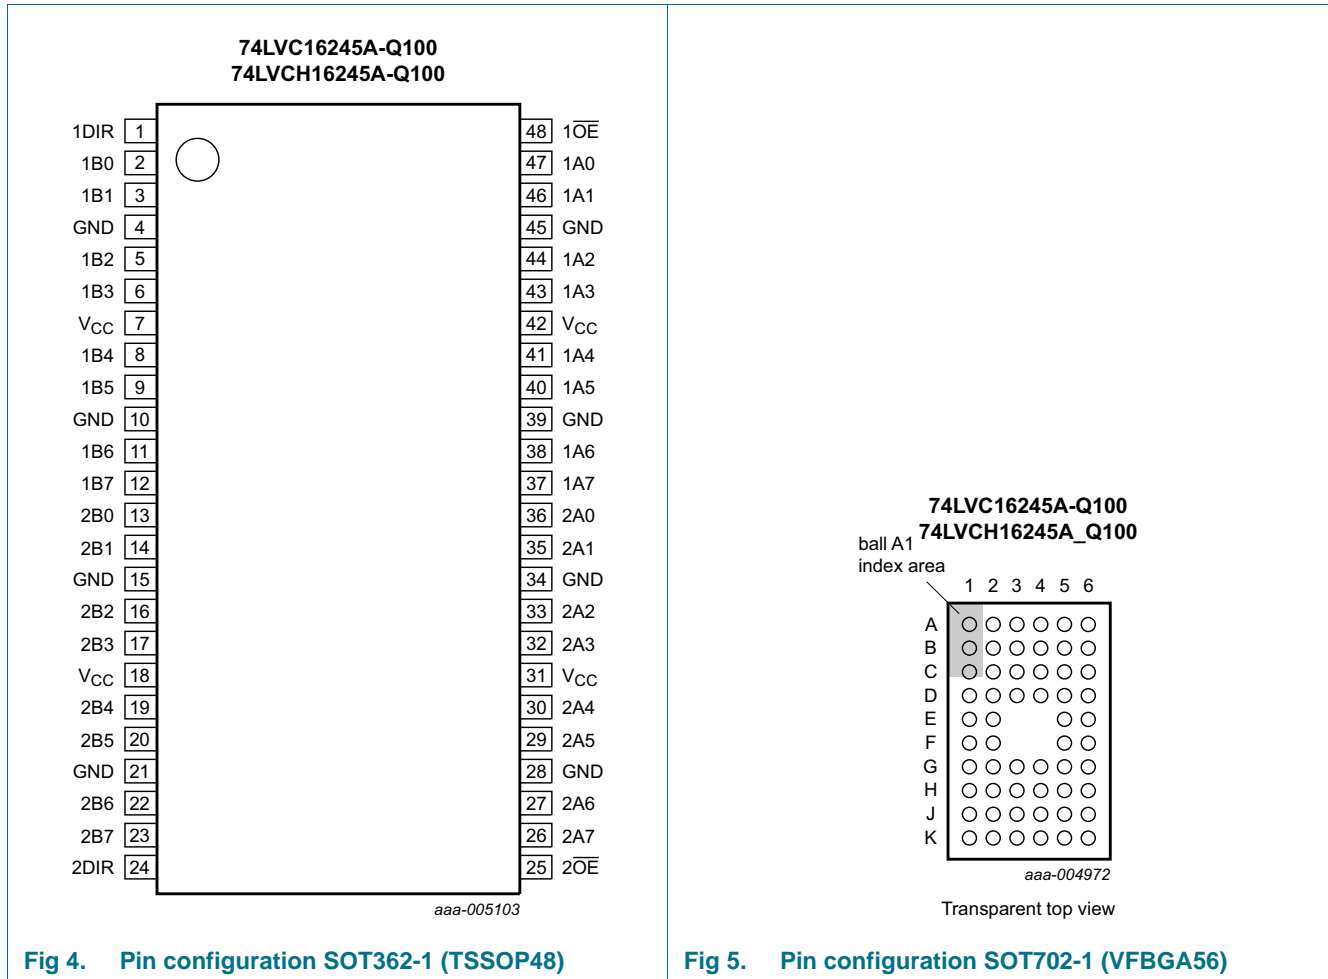 74LVC16245A-Q100
74LVCH16245A-Q100
1DIR 1 48 1O̅E̅
1B0 2 47 1A0
1B1 3 46 1A1
GND 4 45 GND
1B2 5 44 1A2
1B3 6 43 1A3
VCC 7 42 VCC
1B4 8 41 1A4
1B5 9 40 1A5
GND 10 39 GND
1B6 11 38 1A6
1B7 12 37 1A7
2B0 13 36 2A0
2B1 14 35 2A1
GND 15 34 GND
2B2 16 33 2A2
2B3 17 32 2A3
VCC 18 31 VCC
2B4 19 30 2A4
2B5 20 29 2A5
GND 21 28 GND
2B6 22 27 2A6
2B7 23 26 2A7
2DIR 24 25 2O̅E̅
aaa-005103
Fig 4. Pin configuration SOT362-1 (TSSOP48)
74LVC16245A-Q100
74LVCH16245A_Q100
ball A1
index area
1 2 3 4 5 6
A
B
C
D
E
F
G
H
J
K
aaa-004972
Transparent top view
Fig 5. Pin configuration SOT702-1 (VFBGA56)